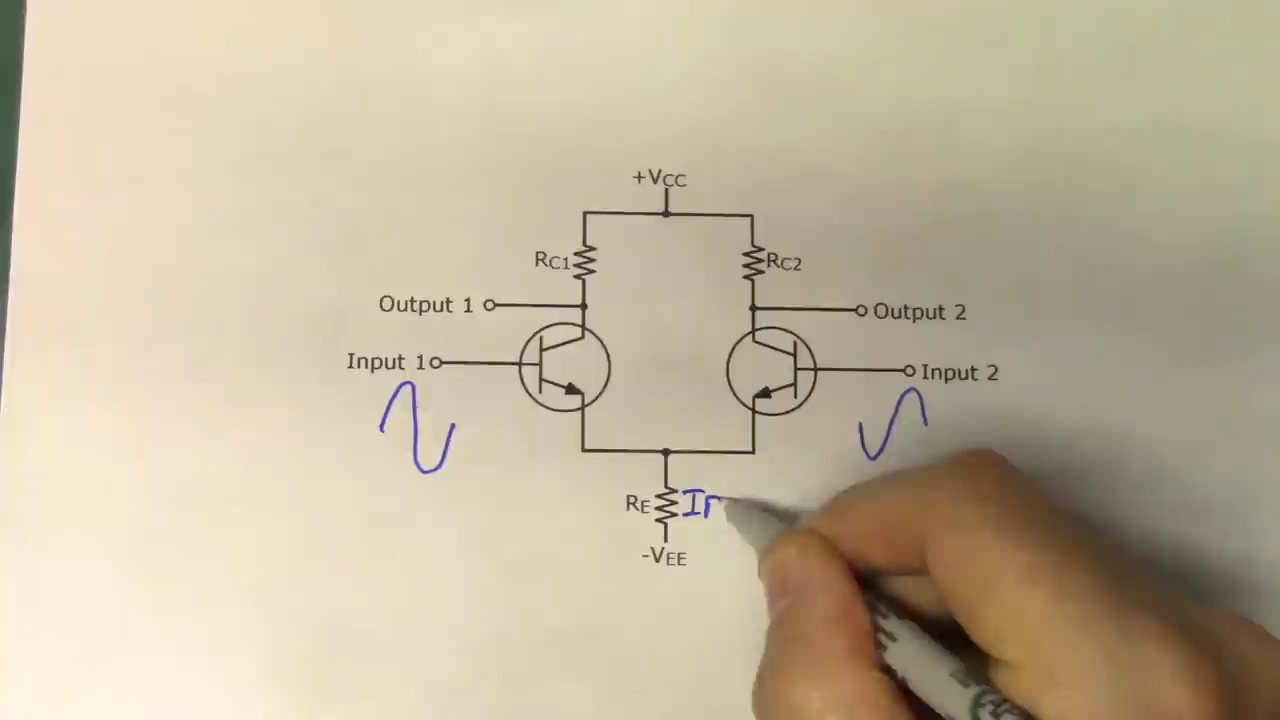 +VCC
RC1
RC2
Output 1
Output 2
Input 1
Input 2
RE
-VEE